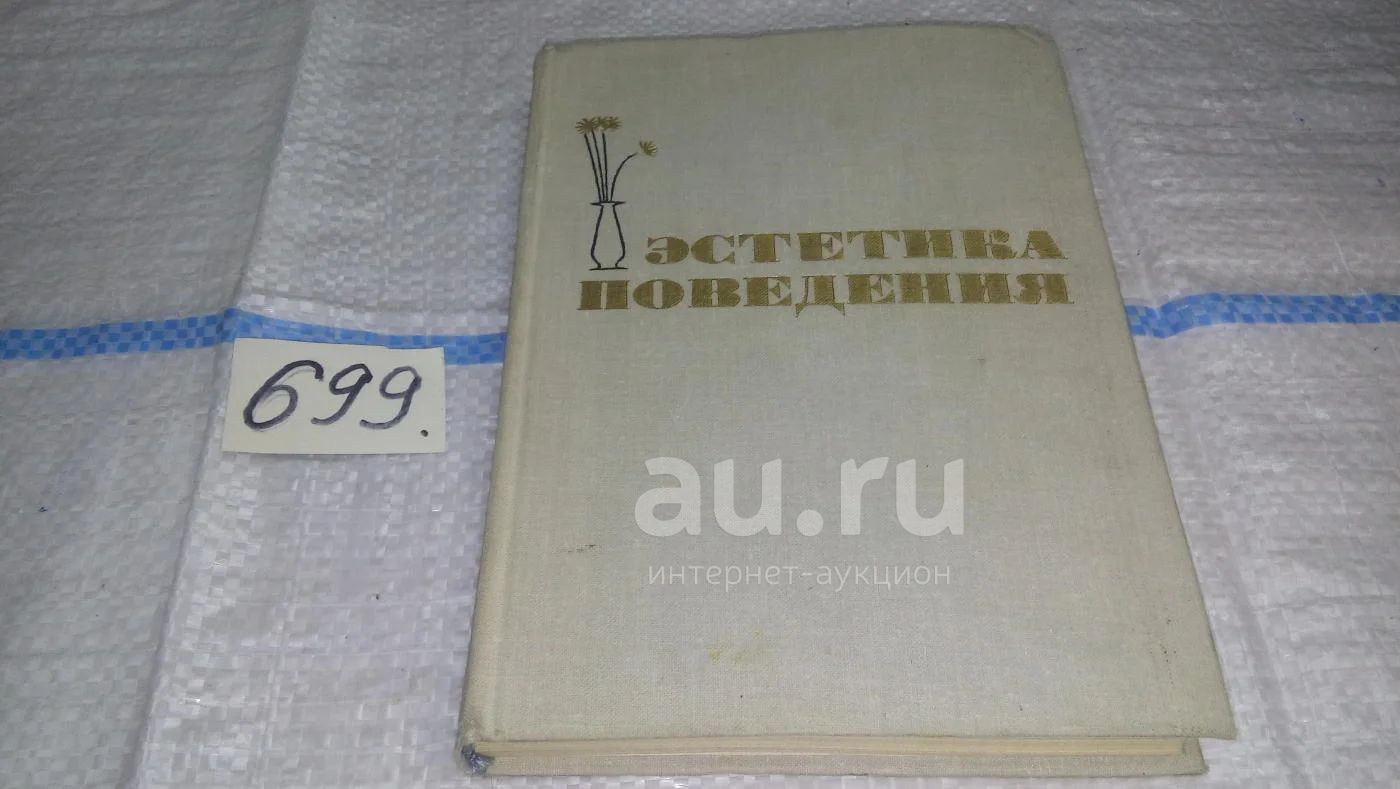 ЭСТЕТИКА
ПОВЕДЕНИЯ
699.
au.ru
интернет-аукцион